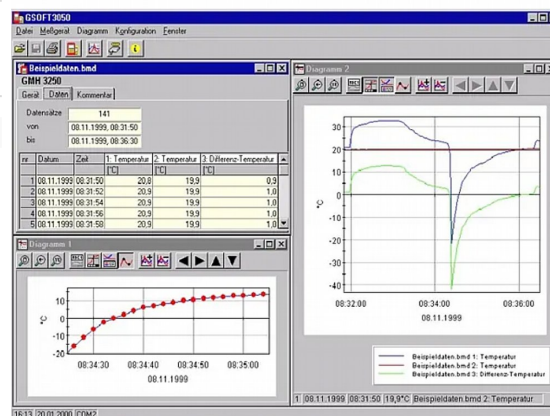 GSOFT3050
Datei Meßgerät Diagramm Konfiguration Fenster
Beispieldaten.bmd
GMH 3250
Gerät Daten Kommentar
Datensätze 141
von 08.11.1999, 08:31:50
bis 08.11.1999, 08:36:30
nr Datum Zeit 1: Temperatur 2: Temperatur 3: Differenz-Temperatur
[°C] [°C] [°C]
1 08.11.1999 08:31:50 20,8 19,9 0,9
2 08.11.1999 08:31:52 20,9 19,9 1,0
3 08.11.1999 08:31:54 20,9 19,9 1,0
4 08.11.1999 08:31:56 20,9 19,9 1,0
5 08.11.1999 08:31:58 20,9 19,9 1,0
Diagramm 1
°C
10
0
-10
-20
08:34:30 08:34:40 08:34:50 08:35:00
08.11.1999
Diagramm 2
°C
30
20
10
0
-10
-20
-30
-40
08:32:00 08:34:00 08:36:00
08.11.1999
Beispieldaten.bmd 1: Temperatur
Beispieldaten.bmd 2: Temperatur
Beispieldaten.bmd 3: Differenz-Temperatur
1 08.11.1999 08:31:50 19,9°C Beispieldaten.bmd 2: Temperatur
16:13 20.01.2000 COM2